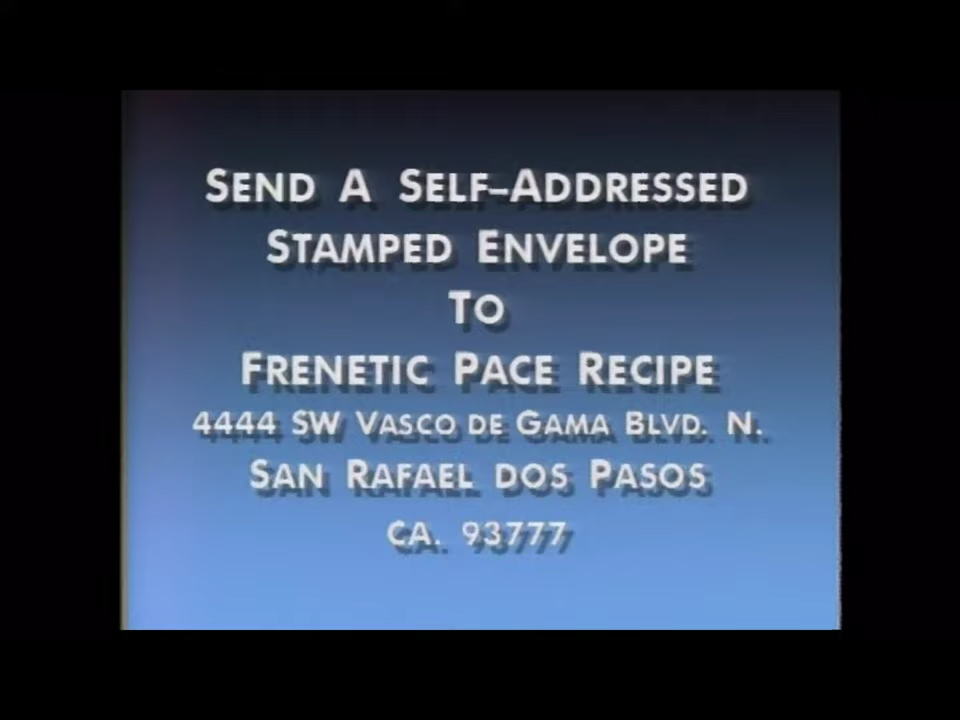 SEND A SELF-ADDRESSED
STAMPED ENVELOPE
TO
FRENETIC PACE RECIPE
4444 SW VASCO DE GAMA BLVD. N.
SAN RAFAEL DOS PASOS
CA. 93777